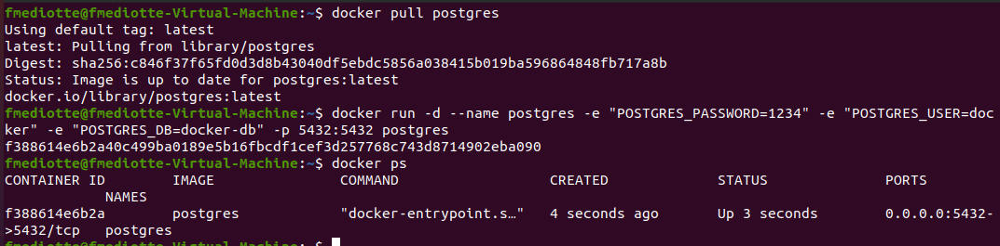 fmediotte@fmediotte-Virtual-Machine:~$ docker pull postgres
Using default tag: latest
latest: Pulling from library/postgres
Digest: sha256:c846f37f65fd0d3d8b43040df5ebdc5856a038415b019ba596864848fb717a8b
Status: Image is up to date for postgres:latest
docker.io/library/postgres:latest
fmediotte@fmediotte-Virtual-Machine:~$ docker run -d --name postgres -e "POSTGRES_PASSWORD=1234" -e "POSTGRES_USER=doc
ker" -e "POSTGRES_DB=docker-db" -p 5432:5432 postgres
f388614e6b2a40c499ba0189e5b16fbcdf1cef3d257768c743d8714902eba090
fmediotte@fmediotte-Virtual-Machine:~$ docker ps
CONTAINER ID        IMAGE               COMMAND                  CREATED             STATUS              PORTS
            NAMES
f388614e6b2a        postgres            "docker-entrypoint.s…"   4 seconds ago       Up 3 seconds        0.0.0.0:5432-
>5432/tcp   postgres
fmediotte@fmediotte-Virtual-Machine:~$